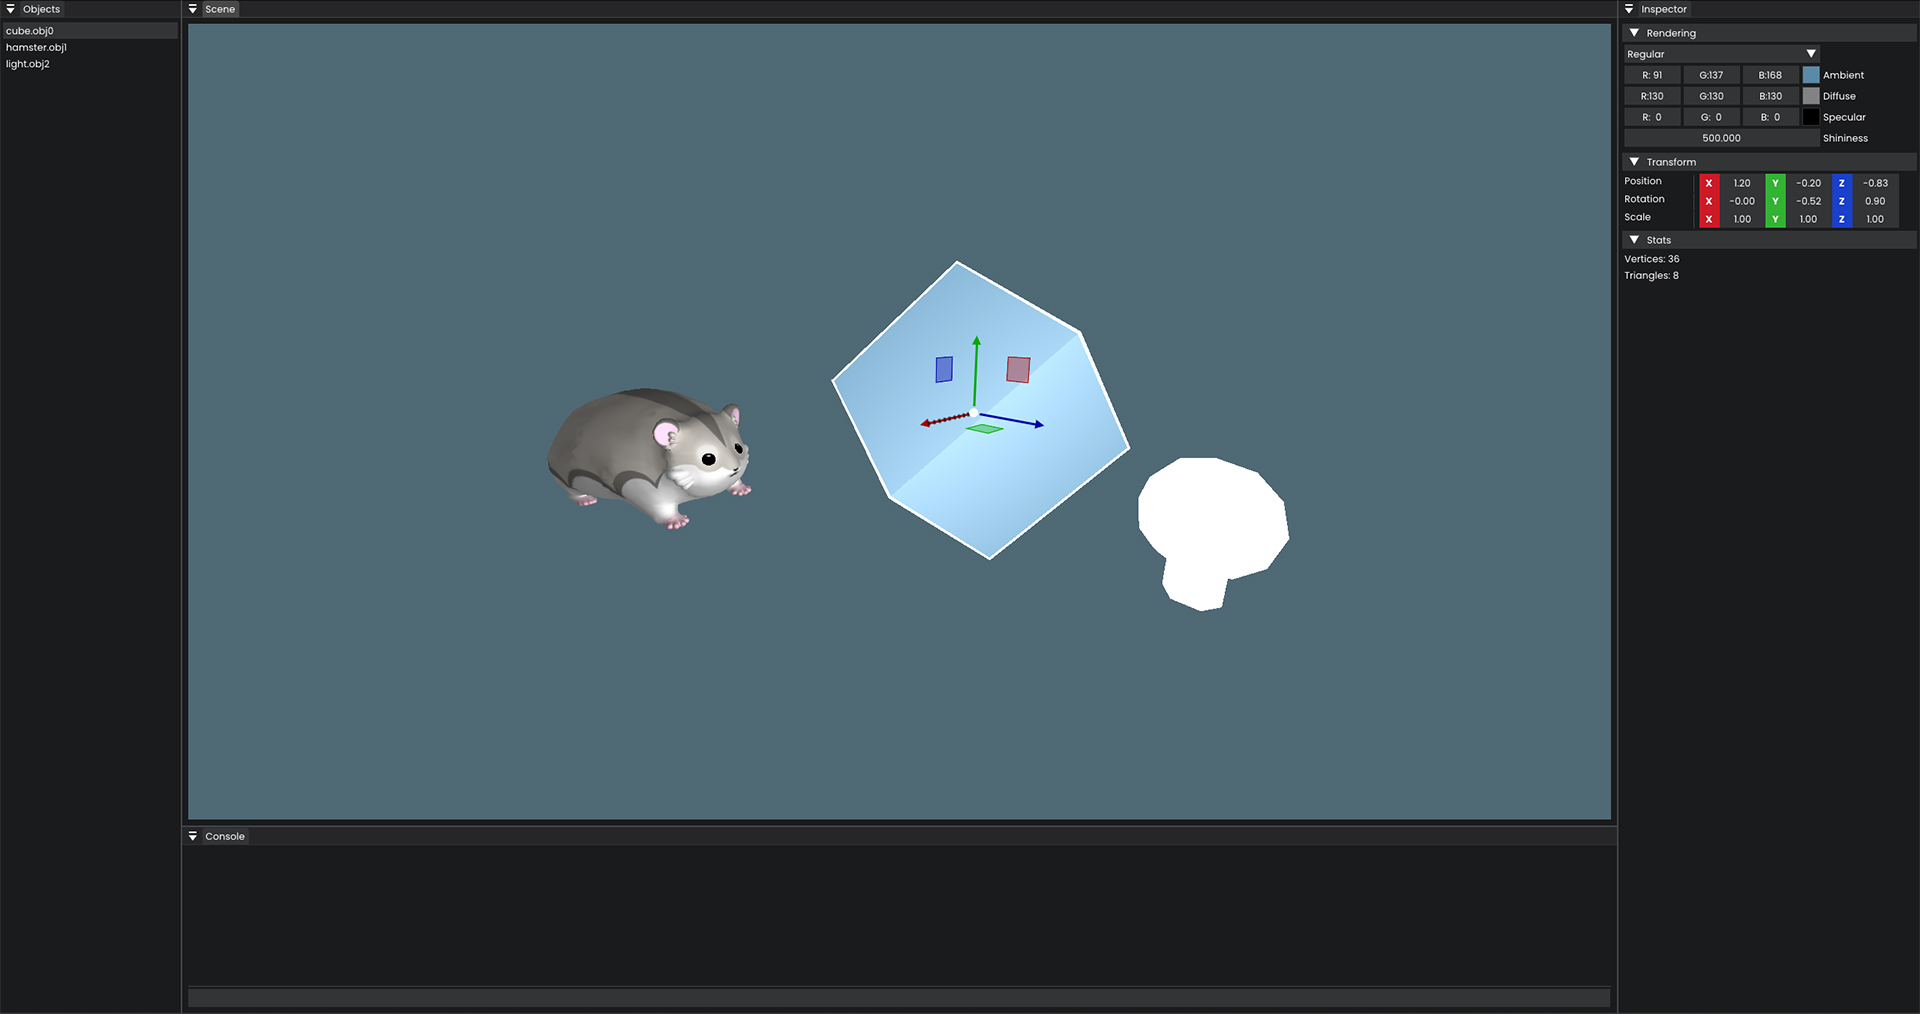 Objects
cube.obj0
hamster.obj1
light.obj2
Scene
Console
Inspector
Rendering
Regular
R: 91 G:137 B:168 Ambient
R:130 G:130 B:130 Diffuse
R: 0 G: 0 B: 0 Specular
500.000 Shininess
Transform
Position X 1.20 Y -0.20 Z -0.83
Rotation X -0.00 Y -0.52 Z 0.90
Scale X 1.00 Y 1.00 Z 1.00
Stats
Vertices: 36
Triangles: 8